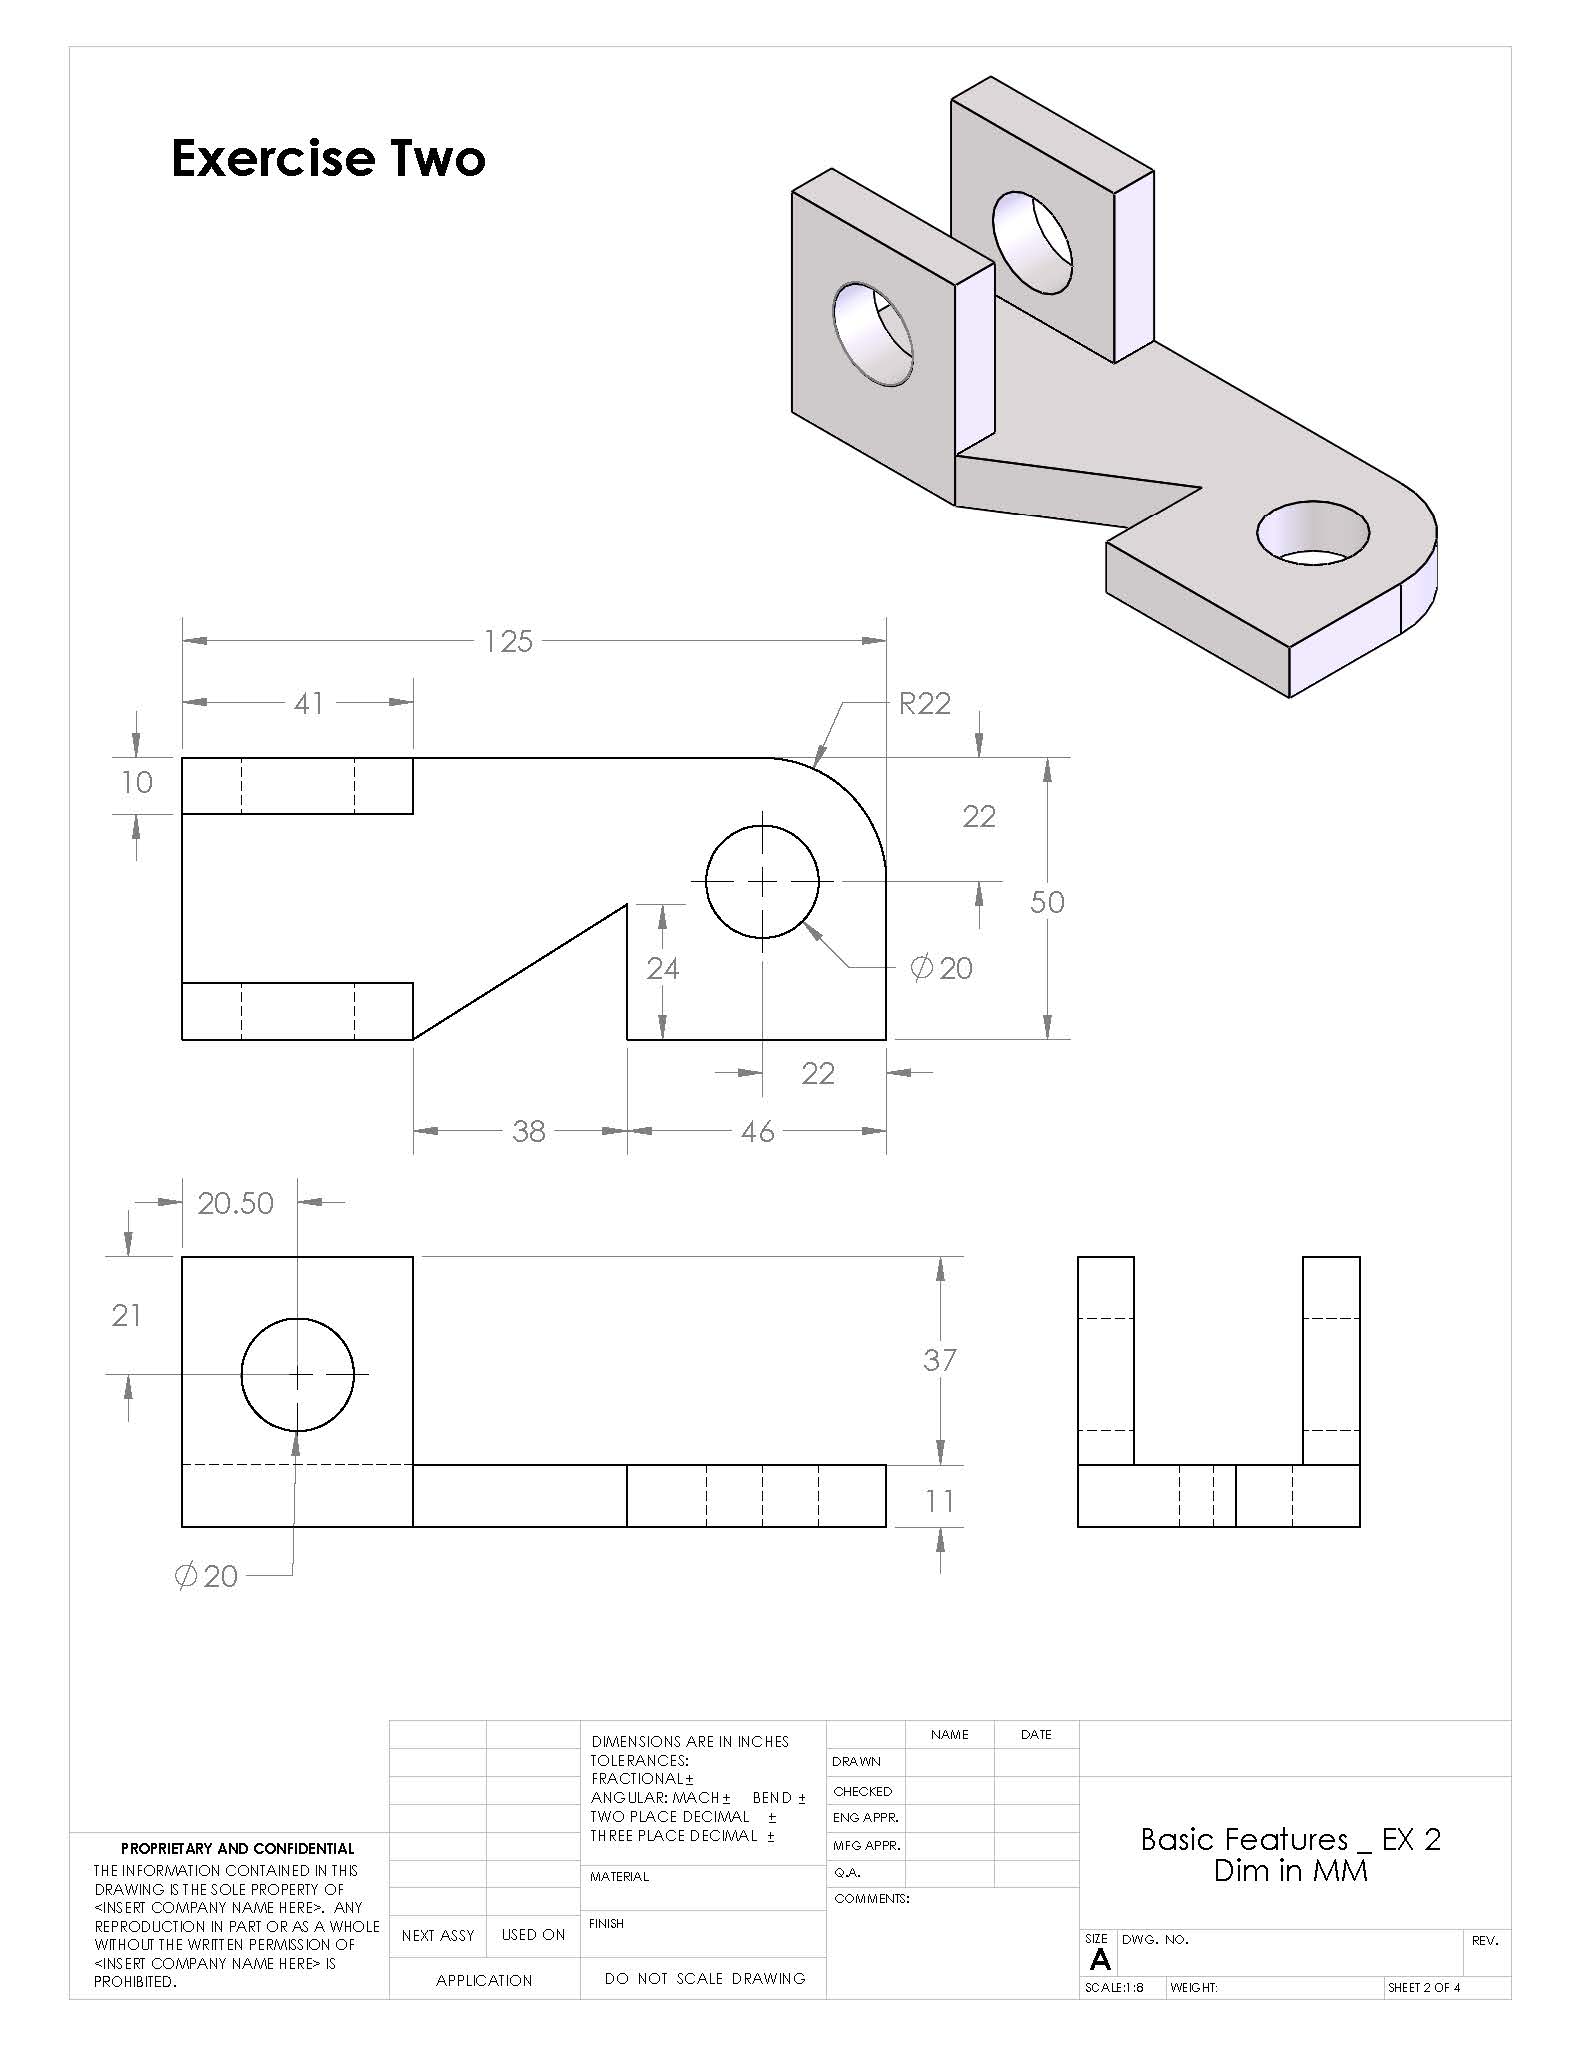 Exercise Two
125
41
R22
10
22
50
24
∅20
22
38
46
20.50
21
37
11
∅20
DIMENSIONS ARE IN INCHES
TOLERANCES:
FRACTIONAL±
ANGULAR: MACH± BEND ±
TWO PLACE DECIMAL ±
THREE PLACE DECIMAL ±
MATERIAL
FINISH
DO NOT SCALE DRAWING
NAME DATE
DRAWN
CHECKED
ENG APPR.
MFG APPR.
Q.A.
COMMENTS:
PROPRIETARY AND CONFIDENTIAL
THE INFORMATION CONTAINED IN THIS
DRAWING IS THE SOLE PROPERTY OF
<INSERT COMPANY NAME HERE>. ANY
REPRODUCTION IN PART OR AS A WHOLE
WITHOUT THE WRITTEN PERMISSION OF
<INSERT COMPANY NAME HERE> IS
PROHIBITED.
NEXT ASSY USED ON
APPLICATION
Basic Features _ EX 2
Dim in MM
SIZE DWG. NO. REV.
A
SCALE:1:8 WEIGHT: SHEET 2 OF 4